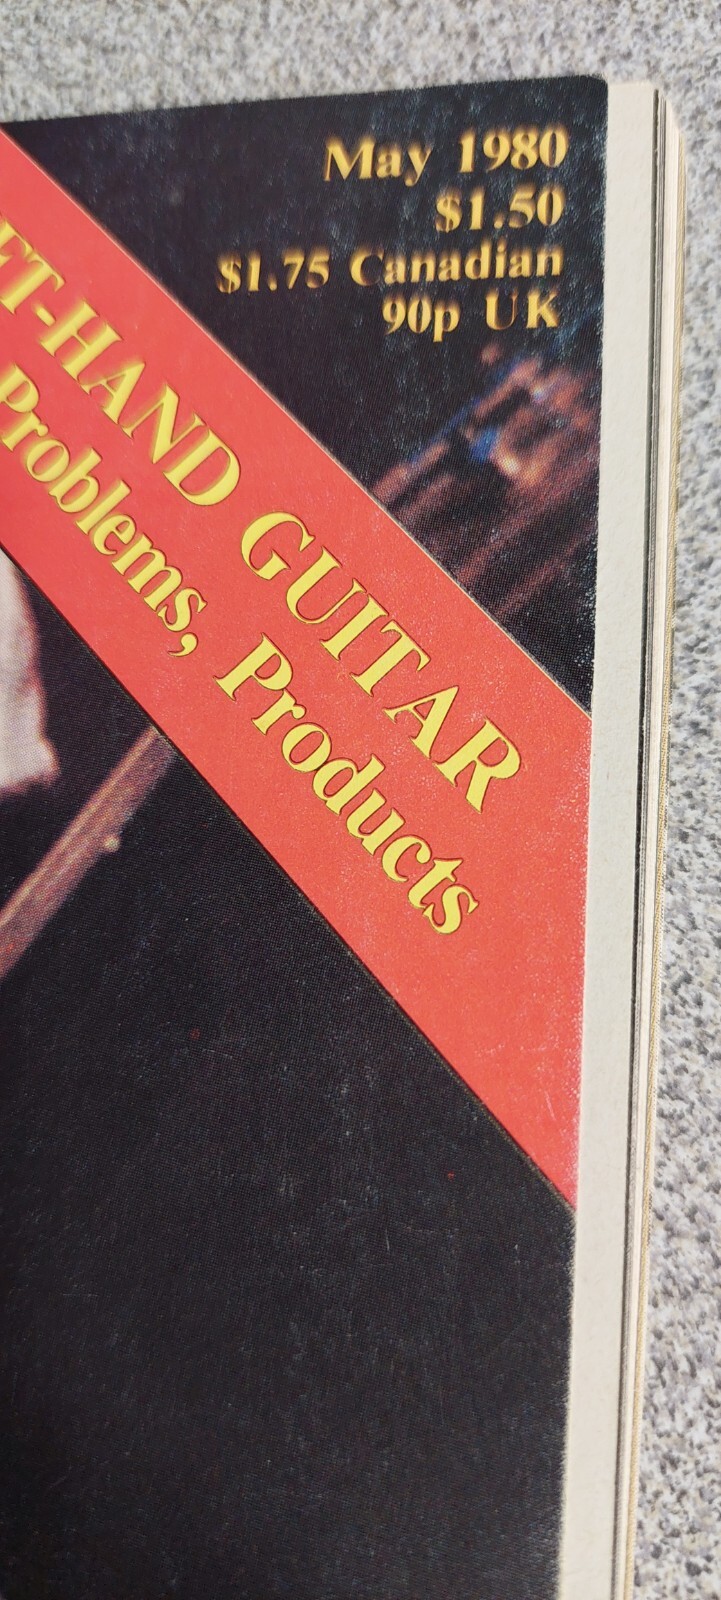 May 1980
$1.50
$1.75 Canadian
90p UK
FT-HAND GUITAR
Problems, Products